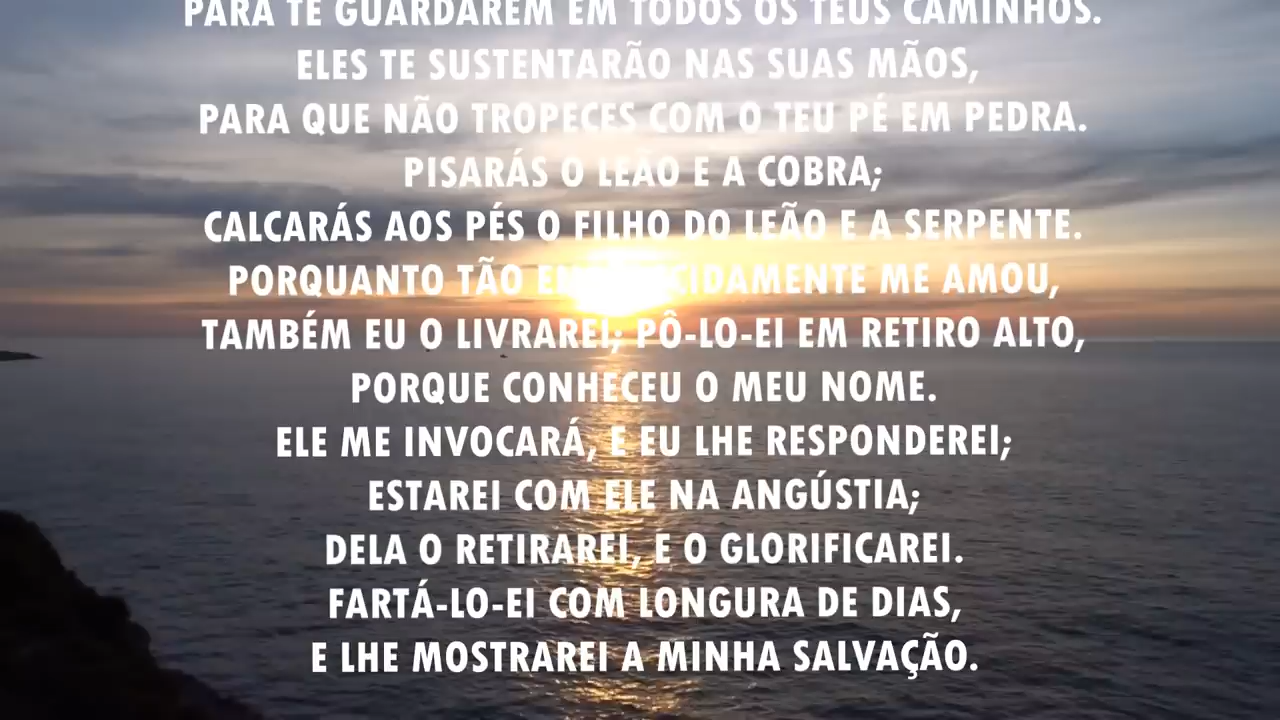 PARA TE GUARDAREM EM TODOS OS TEUS CAMINHOS.
ELES TE SUSTENTARÃO NAS SUAS MÃOS,
PARA QUE NÃO TROPECES COM O TEU PÉ EM PEDRA.
PISARÁS O LEÃO E A COBRA;
CALCARÁS AOS PÉS O FILHO DO LEÃO E A SERPENTE.
PORQUANTO TÃO ME AMOU,
TAMBÉM EU O LIVRAREI; PÔ-LO-EI EM RETIRO ALTO,
PORQUE CONHECEU O MEU NOME.
ELE ME INVOCARÁ, E EU LHE RESPONDEREI;
ESTAREI COM ELE NA ANGÚSTIA;
DELA O RETIRAREI, E O GLORIFICAREI.
FARTÁ-LO-EI COM LONGURA DE DIAS,
E LHE MOSTRAREI A MINHA SALVAÇÃO.